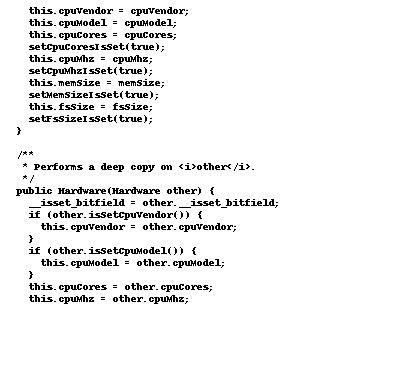 this.cpuVendor = cpuVendor;
this.cpuModel = cpuModel;
this.cpuCores = cpuCores;
setCpuCoresIsSet(true);
this.cpuMhz = cpuMhz;
setCpuMhzIsSet(true);
this.memSize = memSize;
setMemSizeIsSet(true);
this.fsSize = fsSize;
setFsSizeIsSet(true);
}
/**
* Performs a deep copy on <i>other</i>.
*/
public Hardware(Hardware other) {
__isset_bitfield = other.__isset_bitfield;
if (other.isSetCpuVendor()) {
this.cpuVendor = other.cpuVendor;
}
if (other.isSetCpuModel()) {
this.cpuModel = other.cpuModel;
}
this.cpuCores = other.cpuCores;
this.cpuMhz = other.cpuMhz;